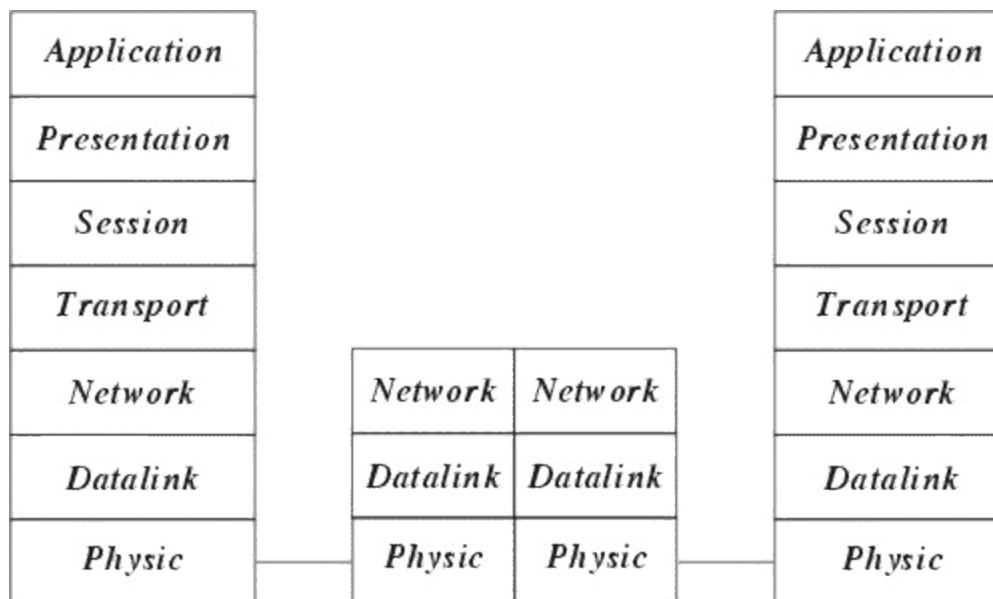 Application
Presentation
Session
Transport
Network
Datalink
Physic
Network Network
Datalink Datalink
Physic Physic
Application
Presentation
Session
Transport
Network
Datalink
Physic